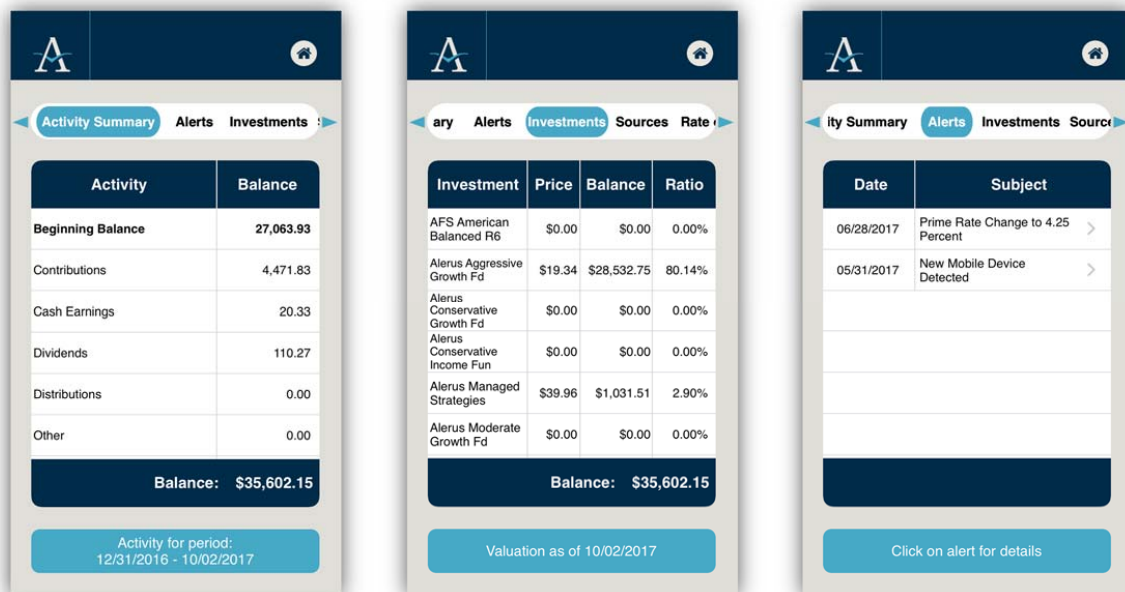 A
Activity Summary Alerts Investments
Activity Balance
Beginning Balance 27,063.93
Contributions 4,471.83
Cash Earnings 20.33
Dividends 110.27
Distributions 0.00
Other 0.00
Balance: $35,602.15
Activity for period:
12/31/2016 - 10/02/2017
A
ary Alerts Investments Sources Rate
Investment Price Balance Ratio
AFS American
Balanced R6 $0.00 $0.00 0.00%
Alerus Aggressive
Growth Fd $19.34 $28,532.75 80.14%
Alerus
Conservative
Growth Fd $0.00 $0.00 0.00%
Alerus
Conservative
Income Fun $0.00 $0.00 0.00%
Alerus Managed
Strategies $39.96 $1,031.51 2.90%
Alerus Moderate
Growth Fd $0.00 $0.00 0.00%
Balance: $35,602.15
Valuation as of 10/02/2017
A
ity Summary Alerts Investments Source
Date Subject
06/28/2017 Prime Rate Change to 4.25
Percent
05/31/2017 New Mobile Device
Detected
Click on alert for details